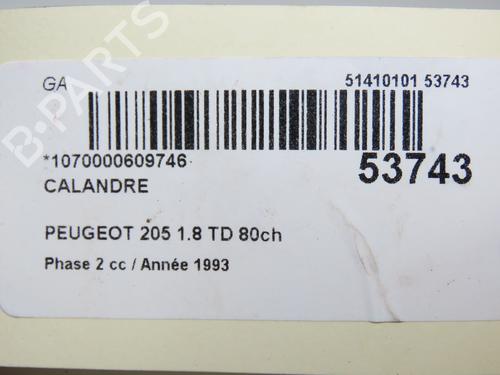 B-PARTS
GA
51410101 53743
*1070000609746
53743
CALANDRE
PEUGEOT 205 1.8 TD 80ch
Phase 2 cc / Année 1993